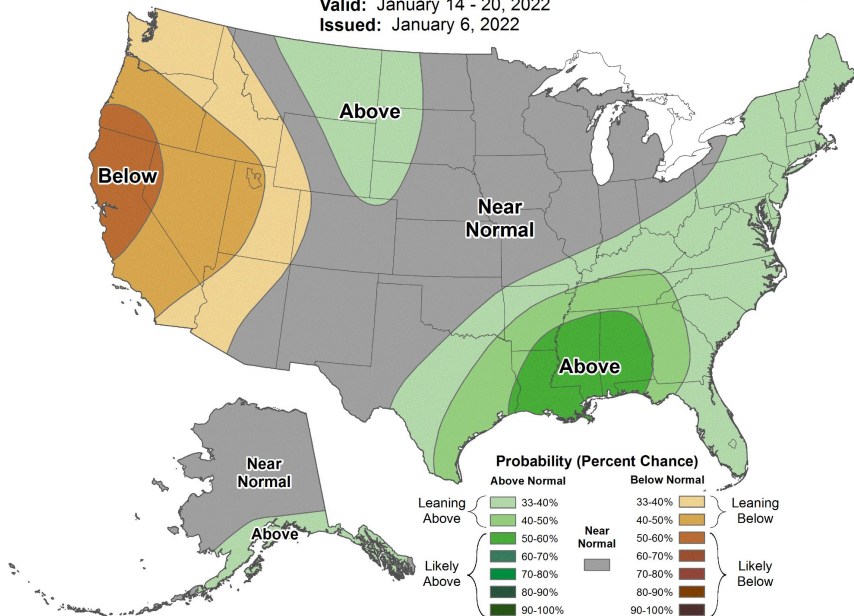 Valid: January 14 - 20, 2022
Issued: January 6, 2022
Above
Below
Near
Normal
Above
Near
Normal
Above
Probability (Percent Chance)
Above Normal
Below Normal
Leaning
Above
33-40%
40-50%
Likely
Above
50-60%
60-70%
70-80%
80-90%
90-100%
Near
Normal
33-40%
40-50%
Leaning
Below
50-60%
60-70%
70-80%
80-90%
90-100%
Likely
Below